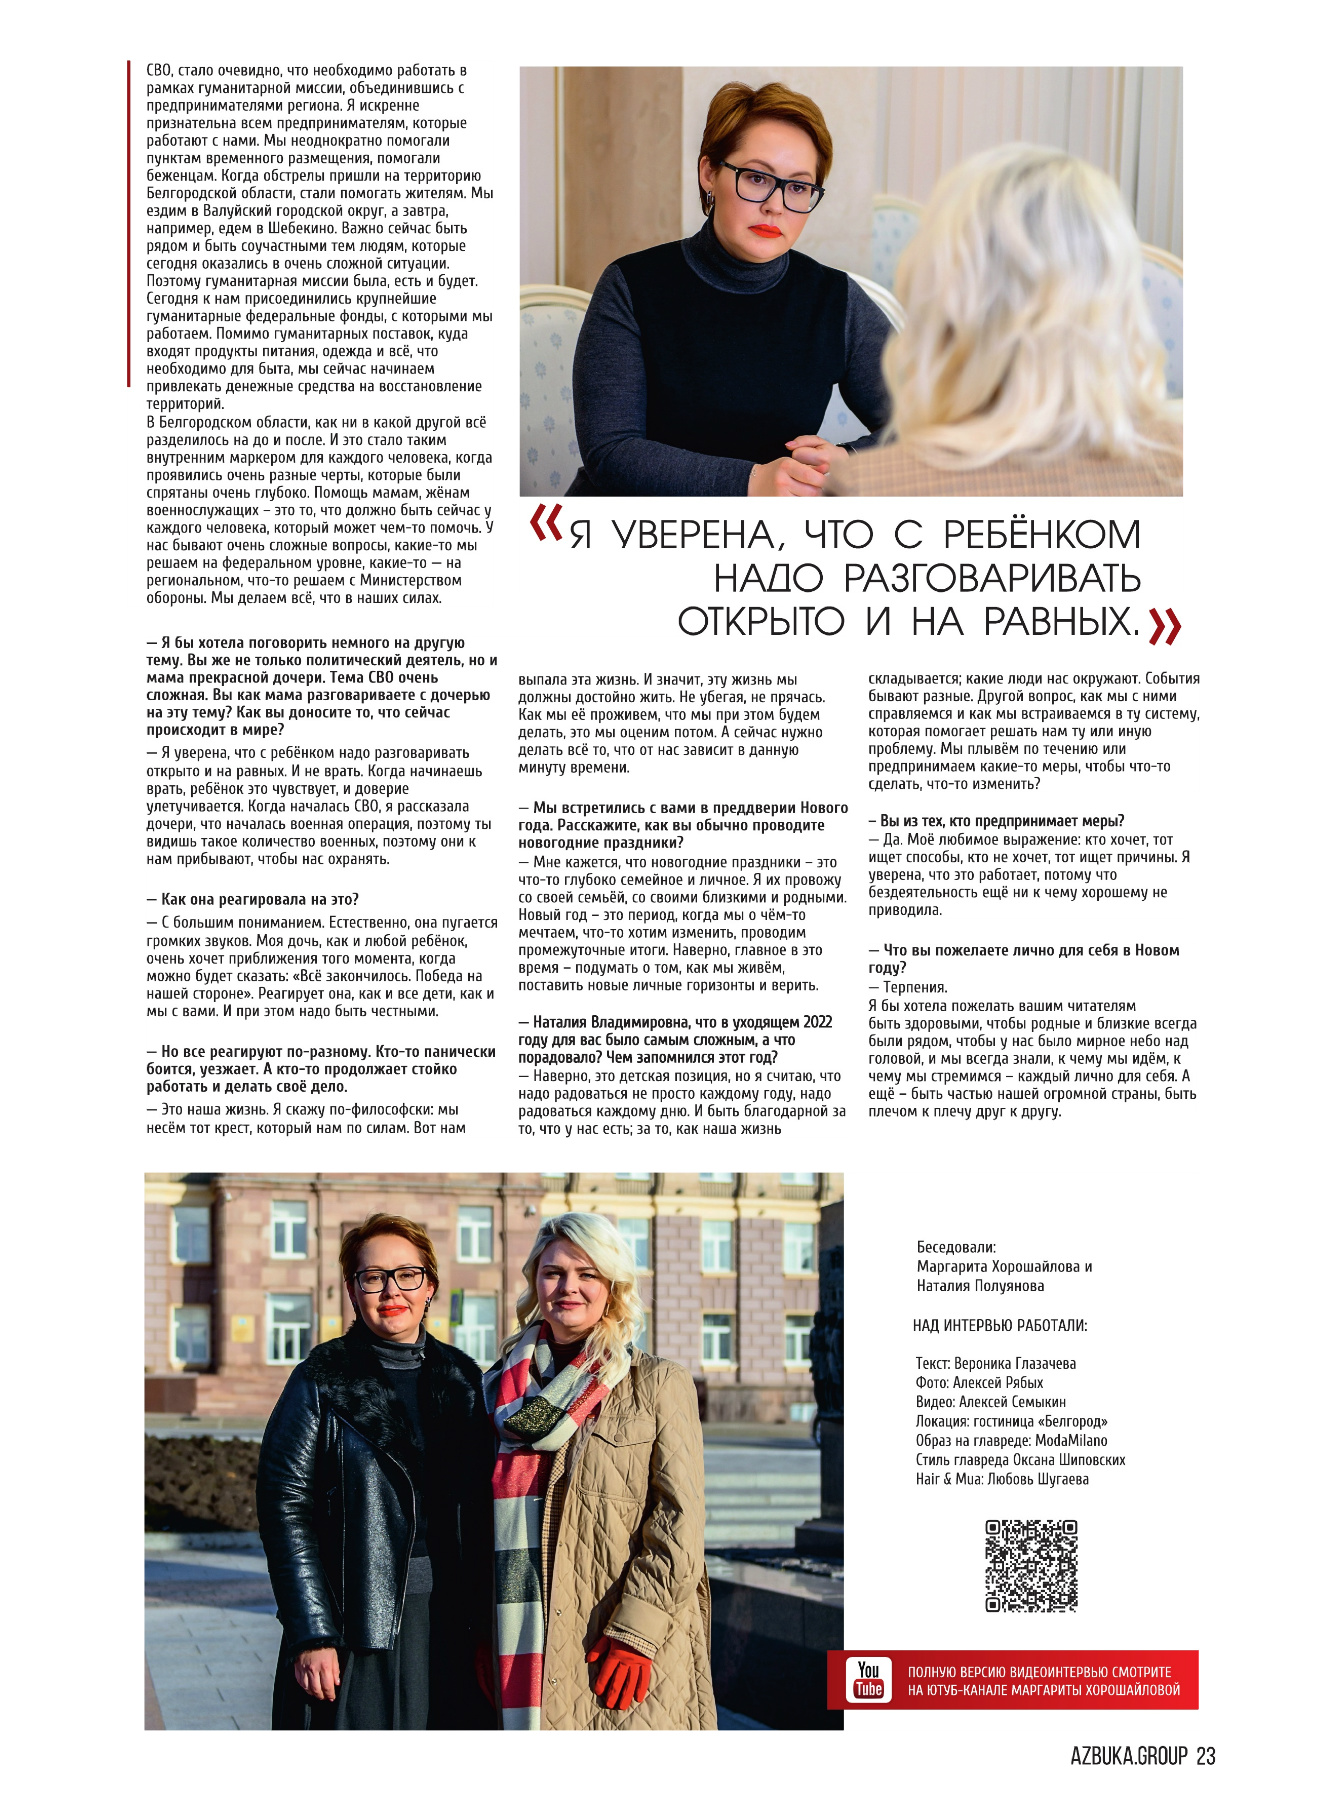 СВО, стало очевидно, что необходимо работать в
рамках гуманитарной миссии, объединившись с
предпринимателями региона. Я искренне
признательна всем предпринимателям, которые
работают с нами. Мы неоднократно помогали
пунктам временного размещения, помогали
беженцам. Когда обстрелы пришли на территорию
Белгородской области, стали помогать жителям. Мы
ездим в Валуйский городской округ, а завтра,
например, едем в Шебекино. Важно сейчас быть
рядом и быть соучастными тем людям, которые
сегодня оказались в очень сложной ситуации.
Поэтому гуманитарная миссии была, есть и будет.
Сегодня к нам присоединились крупнейшие
гуманитарные федеральные фонды, с которыми мы
работаем. Помимо гуманитарных поставок, куда
входят продукты питания, одежда и всё, что
необходимо для быта, мы сейчас начинаем
привлекать денежные средства на восстановление
территорий.
В Белгородском области, как ни в какой другой всё
разделилось на до и после. И это стало таким
внутренним маркером для каждого человека, когда
проявились очень разные черты, которые были
спрятаны очень глубоко. Помощь мамам, жёнам
военнослужащих – это то, что должно быть сейчас у
каждого человека, который может чем-то помочь. У
нас бывают очень сложные вопросы, какие-то мы
решаем на федеральном уровне, какие-то — на
региональном, что-то решаем с Министерством
обороны. Мы делаем всё, что в наших силах.
— Я бы хотела поговорить немного на другую
тему. Вы же не только политический деятель, но и
мама прекрасной дочери. Тема СВО очень
сложная. Вы как мама разговариваете с дочерью
на эту тему? Как вы доносите то, что сейчас
происходит в мире?
— Я уверена, что с ребёнком надо разговаривать
открыто и на равных. И не врать. Когда начинаешь
врать, ребёнок это чувствует, и доверие
улетучивается. Когда началась СВО, я рассказала
дочери, что началась военная операция, поэтому ты
видишь такое количество военных, поэтому они к
нам прибывают, чтобы нас охранять.
— Как она реагировала на это?
— С большим пониманием. Естественно, она пугается
громких звуков. Моя дочь, как и любой ребёнок,
очень хочет приближения того момента, когда
можно будет сказать: «Всё закончилось. Победа на
нашей стороне». Реагирует она, как и все дети, как и
мы с вами. И при этом надо быть честными.
— Но все реагируют по-разному. Кто-то панически
боится, уезжает. А кто-то продолжает стойко
работать и делать своё дело.
— Это наша жизнь. Я скажу по-философски: мы
несём тот крест, который нам по силам. Вот нам
«Я УВЕРЕНА, ЧТО С РЕБЁНКОМ
НАДО РАЗГОВАРИВАТЬ
ОТКРЫТО И НА РАВНЫХ.»
выпала эта жизнь. И значит, эту жизнь мы
должны достойно жить. Не убегая, не прячась.
Как мы её проживем, что мы при этом будем
делать, это мы оценим потом. А сейчас нужно
делать всё то, что от нас зависит в данную
минуту времени.
— Мы встретились с вами в преддверии Нового
года. Расскажите, как вы обычно проводите
новогодние праздники?
— Мне кажется, что новогодние праздники – это
что-то глубоко семейное и личное. Я их провожу
со своей семьёй, со своими близкими и родными.
Новый год – это период, когда мы о чём-то
мечтаем, что-то хотим изменить, проводим
промежуточные итоги. Наверно, главное в это
время – подумать о том, как мы живём,
поставить новые личные горизонты и верить.
— Наталия Владимировна, что в уходящем 2022
году для вас было самым сложным, а что
порадовало? Чем запомнился этот год?
— Наверно, это детская позиция, но я считаю, что
надо радоваться не просто каждому году, надо
радоваться каждому дню. И быть благодарной за
то, что у нас есть; за то, как наша жизнь
складывается; какие люди нас окружают. События
бывают разные. Другой вопрос, как мы с ними
справляемся и как мы встраиваемся в ту систему,
которая помогает решать нам ту или иную
проблему. Мы плывём по течению или
предпринимаем какие-то меры, чтобы что-то
сделать, что-то изменить?
– Вы из тех, кто предпринимает меры?
— Да. Моё любимое выражение: кто хочет, тот
ищет способы, кто не хочет, тот ищет причины. Я
уверена, что это работает, потому что
бездеятельность ещё ни к чему хорошему не
приводила.
— Что вы пожелаете лично для себя в Новом
году?
— Терпения.
Я бы хотела пожелать вашим читателям
быть здоровыми, чтобы родные и близкие всегда
были рядом, чтобы у нас было мирное небо над
головой, и мы всегда знали, к чему мы идём, к
чему мы стремимся – каждый лично для себя. А
ещё – быть частью нашей огромной страны, быть
плечом к плечу друг к другу.
Беседовали:
Маргарита Хорошайлова и
Наталия Полуянова
НАД ИНТЕРВЬЮ РАБОТАЛИ:
Текст: Вероника Глазачева
Фото: Алексей Рябых
Видео: Алексей Семыкин
Локация: гостиница «Белгород»
Образ на главреде: ModaMilano
Стиль главреда Оксана Шиповских
Hair & Mua: Любовь Шугаева
You
Tube
ПОЛНУЮ ВЕРСИЮ ВИДЕОИНТЕРВЬЮ СМОТРИТЕ
НА ЮТУБ-КАНАЛЕ МАРГАРИТЫ ХОРОШАЙЛОВОЙ
AZBUKA.GROUP 23